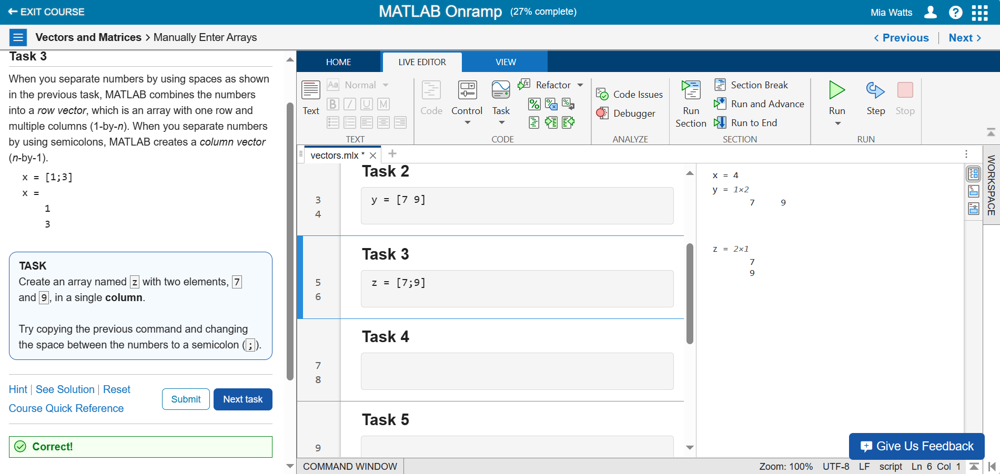 EXIT COURSE
MATLAB Onramp (27% complete)
Mia Watts
Vectors and Matrices > Manually Enter Arrays
< Previous | Next >
Task 3
When you separate numbers by using spaces as shown
in the previous task, MATLAB combines the numbers
into a row vector, which is an array with one row and
multiple columns (1-by-n). When you separate numbers
by using semicolons, MATLAB creates a column vector
(n-by-1).
x = [1;3]
x =
1
3
TASK
Create an array named z with two elements, 7
and 9, in a single column.
Try copying the previous command and changing
the space between the numbers to a semicolon (;).
Hint | See Solution | Reset
Course Quick Reference
Submit
Next task
Correct!
HOME
LIVE EDITOR
VIEW
Text
Aa Normal
B I U M
TEXT
Code
Control
Task
Refactor
CODE
Code Issues
Debugger
ANALYZE
Run
Section
Section Break
Run and Advance
Run to End
SECTION
Run
Step
Stop
RUN
vectors.mlx *
Task 2
3
4
y = [7 9]
Task 3
5
6
z = [7;9]
Task 4
7
8
Task 5
9
x = 4
y = 1×2
7 9
z = 2×1
7
9
WORKSPACE
Give Us Feedback
COMMAND WINDOW
Zoom: 100% UTF-8 LF script Ln 6 Col 1